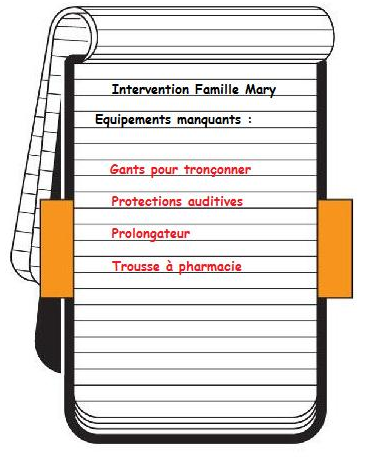 Intervention Famille Mary
Equipements manquants :
Gants pour tronçonner
Protections auditives
Prolongateur
Trousse à pharmacie